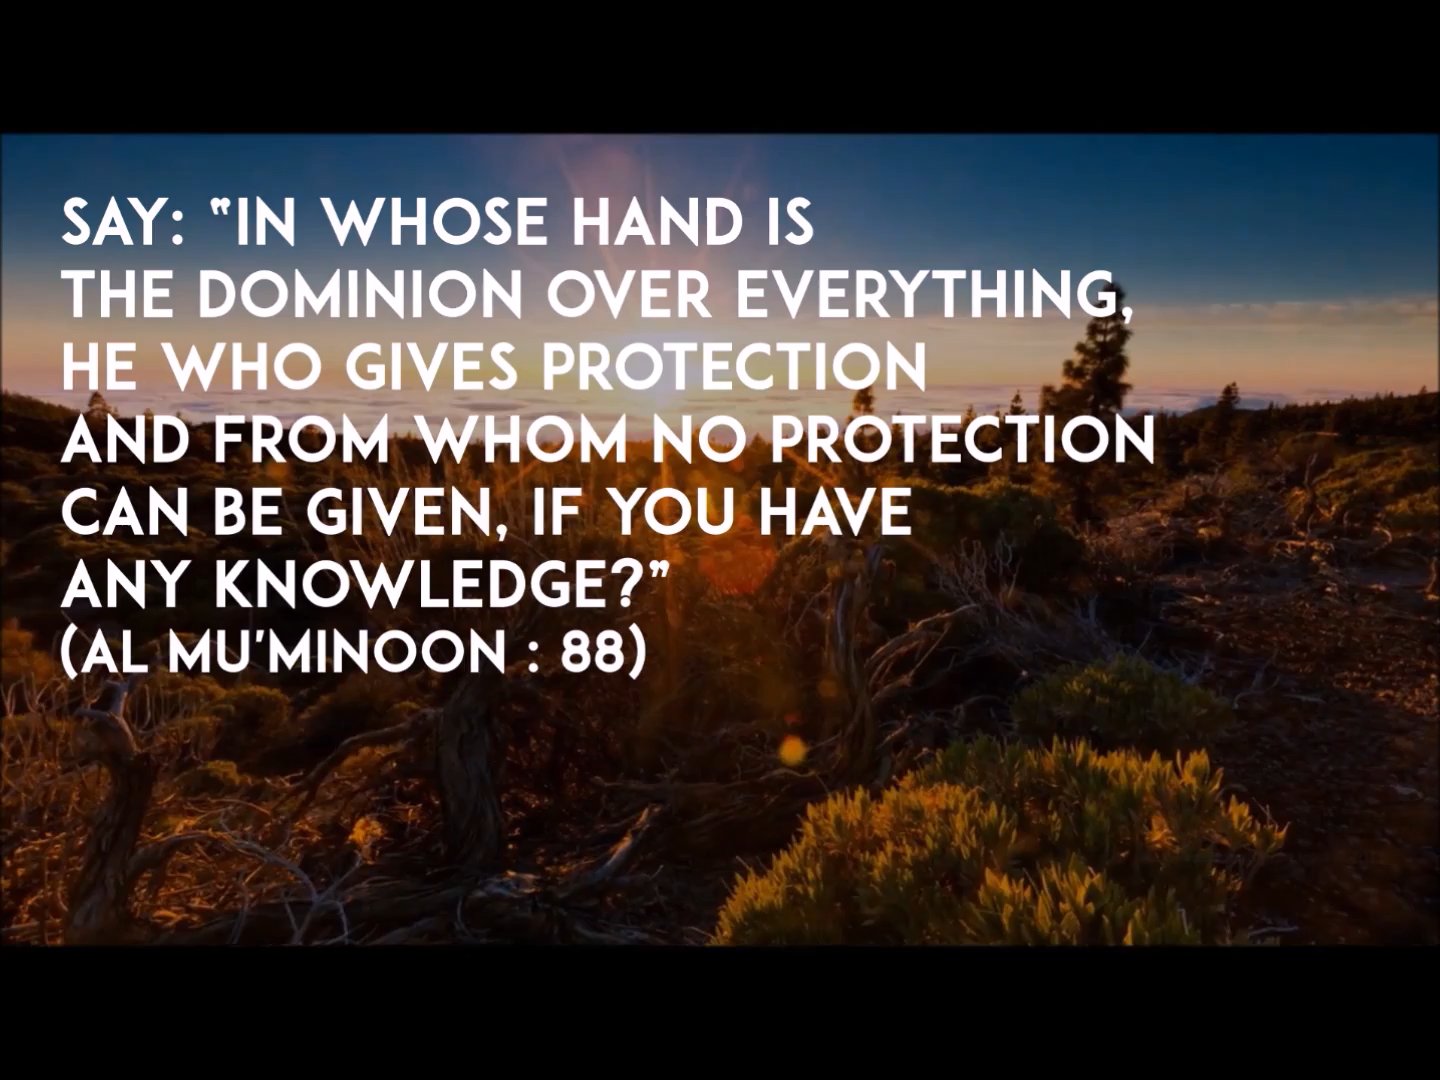 SAY: "IN WHOSE HAND IS
THE DOMINION OVER EVERYTHING,
HE WHO GIVES PROTECTION
AND FROM WHOM NO PROTECTION
CAN BE GIVEN, IF YOU HAVE
ANY KNOWLEDGE?"
(AL MU'MINOON : 88)